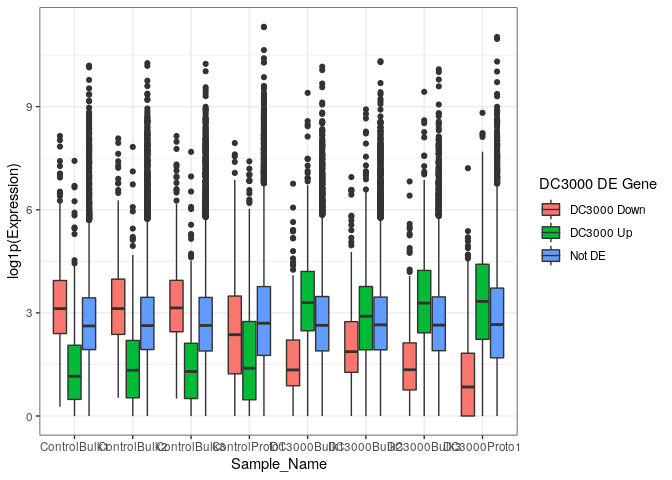 log1p(Expression)
9
6
3
0
ControlBulk1 ControlBulk2 ControlBulk3 ControlProto1 DC3000Bulk1 DC3000Bulk2 DC3000Bulk3 DC3000Proto1
Sample_Name
DC3000 DE Gene
DC3000 Down
DC3000 Up
Not DE